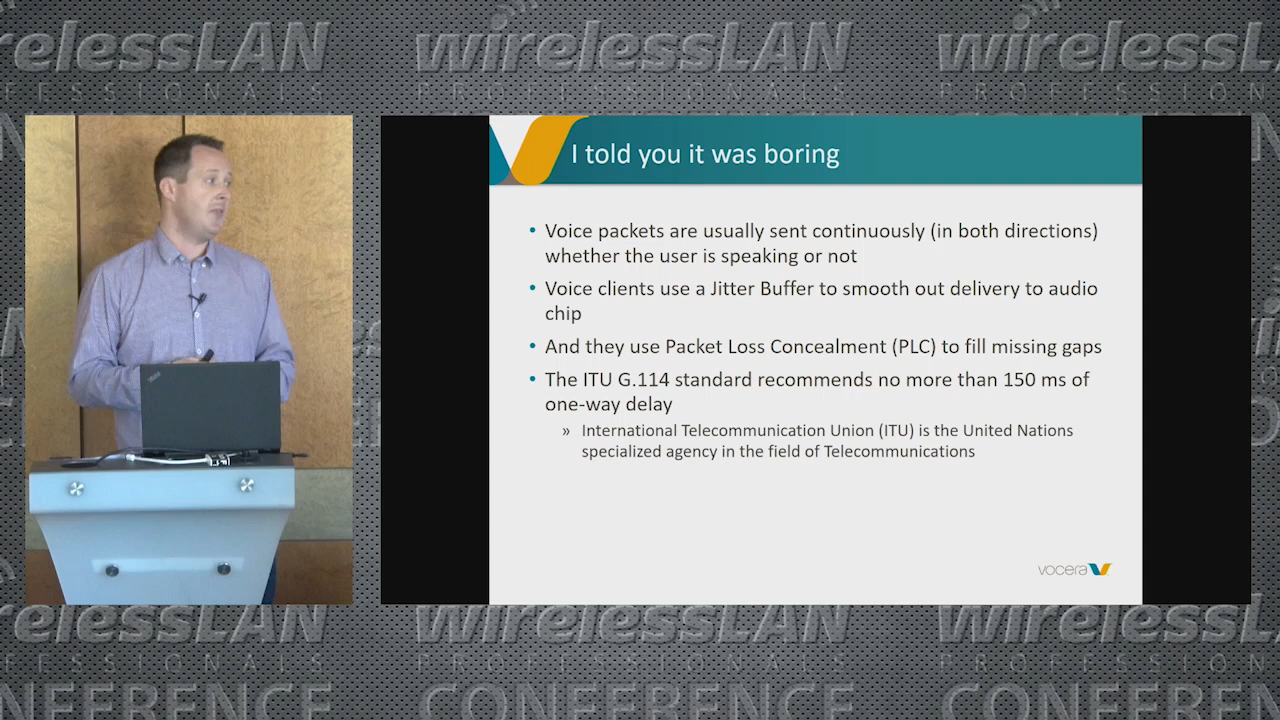 wirelessLAN
PROFESSIONALS
I told you it was boring
• Voice packets are usually sent continuously (in both directions)
whether the user is speaking or not
• Voice clients use a Jitter Buffer to smooth out delivery to audio
chip
• And they use Packet Loss Concealment (PLC) to fill missing gaps
• The ITU G.114 standard recommends no more than 150 ms of
one-way delay
» International Telecommunication Union (ITU) is the United Nations
specialized agency in the field of Telecommunications
vocera
wirelessLAN
PROFESSIONALS
CONFERENCE